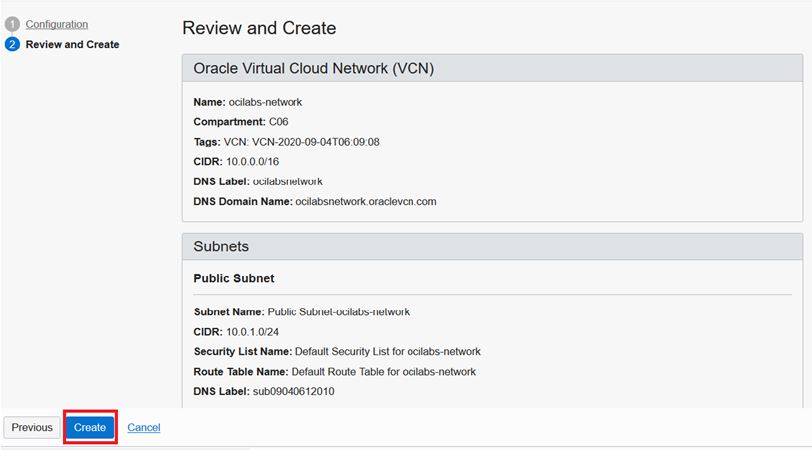 1 Configuration
2 Review and Create
Review and Create
Oracle Virtual Cloud Network (VCN)
Name: ocilabs-network
Compartment: C06
Tags: VCN: VCN-2020-09-04T06:09:08
CIDR: 10.0.0.0/16
DNS Label: ocilabsnetwork
DNS Domain Name: ocilabsnetwork.oraclevcn.com
Subnets
Public Subnet
Subnet Name: Public Subnet-ocilabs-network
CIDR: 10.0.1.0/24
Security List Name: Default Security List for ocilabs-network
Route Table Name: Default Route Table for ocilabs-network
DNS Label: sub09040612010
Previous Create Cancel